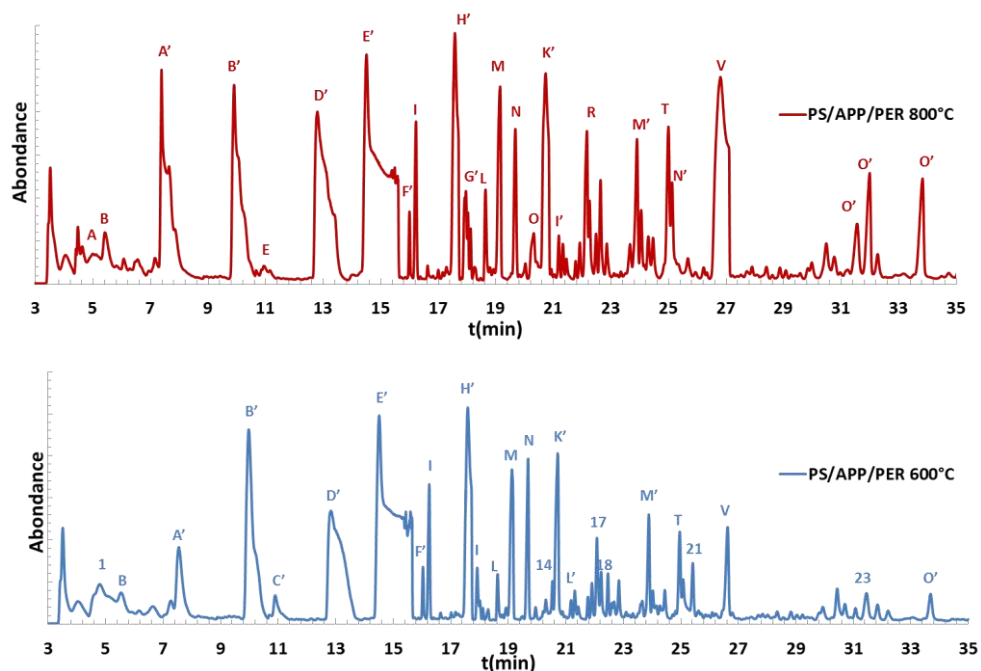 H'
E'
A'
B'
M
K'
V
D'
I
N
R
T
M'
PS/APP/PER 800°C
Abondance
F'
G'
L
N'
A
B
E
O
I'
O'
O'
O'
3 5 7 9 11 13 15 17 19 21 23 25 27 29 31 33 35
t(min)
H'
B'
E'
K'
N
M
I
D'
M'
V
T
17
PS/APP/PER 600°C
Abondance
A'
F'
I
L
14
18
21
1
B
C'
L'
23
O'
3 5 7 9 11 13 15 17 19 21 23 25 27 29 31 33 35
t(min)